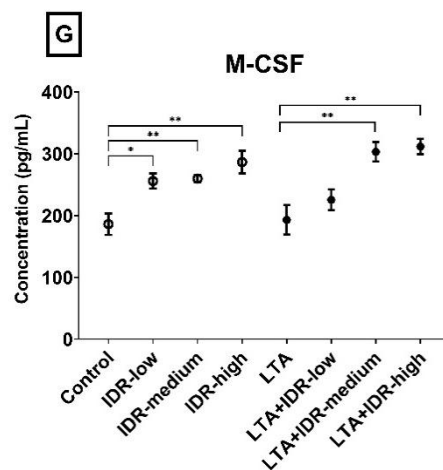 G
M-CSF
Concentration (pg/mL)
400
300
200
100
0
**
**
*
**
**
Control
IDR-low
IDR-medium
IDR-high
LTA
LTA+IDR-low
LTA+IDR-medium
LTA+IDR-high